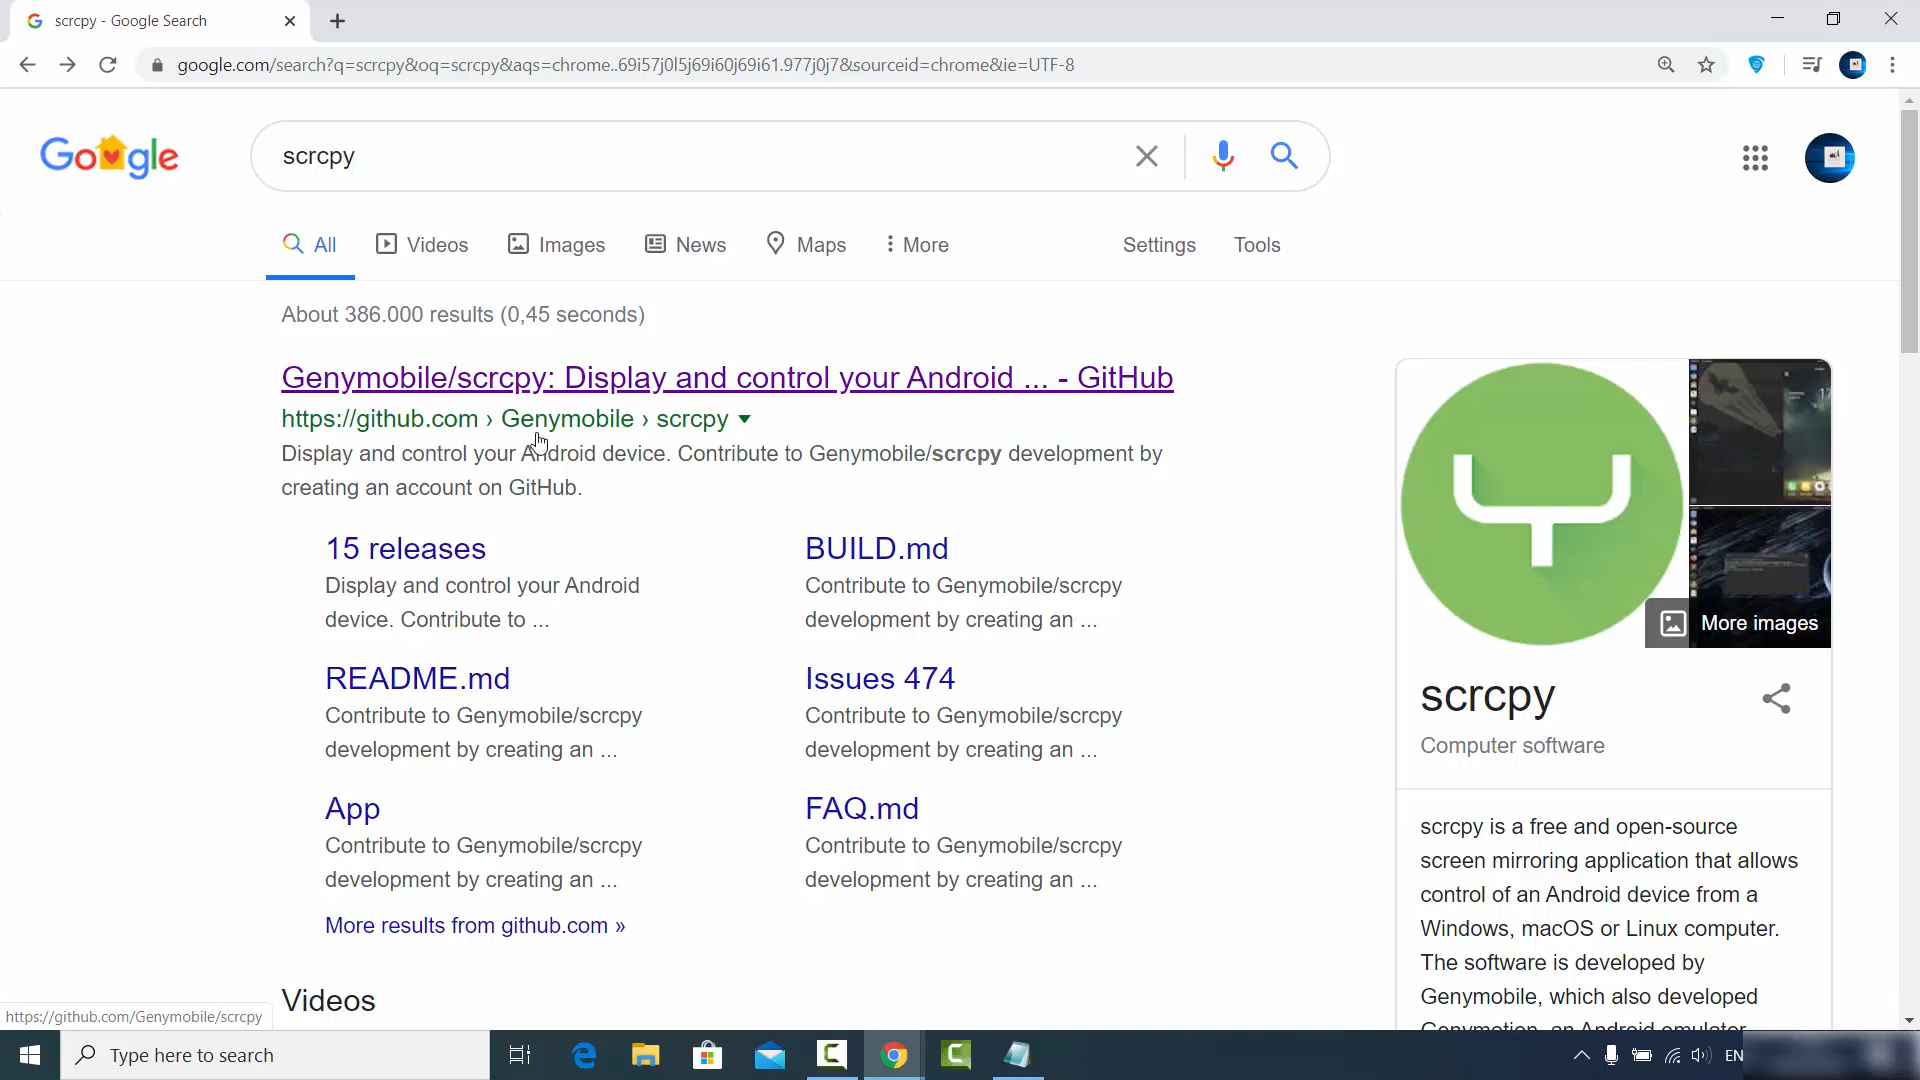 scrcpy - Google Search
google.com/search?q=scrcpy&oq=scrcpy&aqs=chrome..69i57j0l5j69i60j69i61.977j0j7&sourceid=chrome&ie=UTF-8
Google
scrcpy
All
Videos
Images
News
Maps
More
Settings
Tools
About 386.000 results (0,45 seconds)
Genymobile/scrcpy: Display and control your Android ... - GitHub
https://github.com › Genymobile › scrcpy
Display and control your Android device. Contribute to Genymobile/scrcpy development by
creating an account on GitHub.
15 releases
Display and control your Android
device. Contribute to ...
BUILD.md
Contribute to Genymobile/scrcpy
development by creating an ...
README.md
Contribute to Genymobile/scrcpy
development by creating an ...
Issues 474
Contribute to Genymobile/scrcpy
development by creating an ...
App
Contribute to Genymobile/scrcpy
development by creating an ...
FAQ.md
Contribute to Genymobile/scrcpy
development by creating an ...
More results from github.com »
Videos
More images
scrcpy
Computer software
scrcpy is a free and open-source
screen mirroring application that allows
control of an Android device from a
Windows, macOS or Linux computer.
The software is developed by
Genymobile, which also developed
Genymotion, an Android emulator
https://github.com/Genymobile/scrcpy
Type here to search
EN